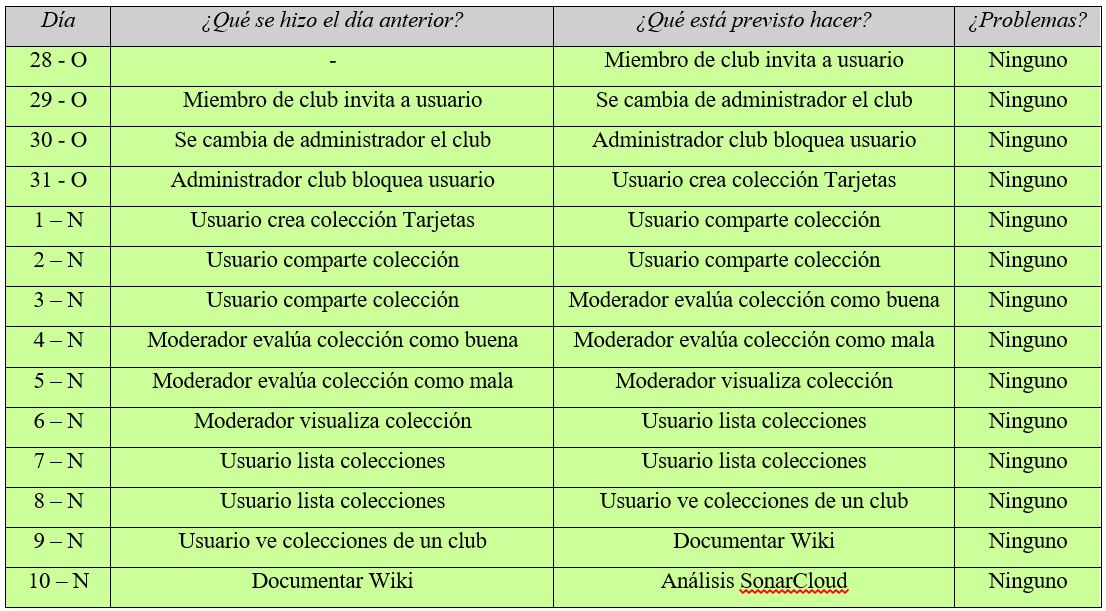 Día ¿Qué se hizo el día anterior? ¿Qué está previsto hacer? ¿Problemas?
28 - O - Miembro de club invita a usuario Ninguno
29 - O Miembro de club invita a usuario Se cambia de administrador el club Ninguno
30 - O Se cambia de administrador el club Administrador club bloquea usuario Ninguno
31 - O Administrador club bloquea usuario Usuario crea colección Tarjetas Ninguno
1 – N Usuario crea colección Tarjetas Usuario comparte colección Ninguno
2 – N Usuario comparte colección Usuario comparte colección Ninguno
3 – N Usuario comparte colección Moderador evalúa colección como buena Ninguno
4 – N Moderador evalúa colección como buena Moderador evalúa colección como mala Ninguno
5 – N Moderador evalúa colección como mala Moderador visualiza colección Ninguno
6 – N Moderador visualiza colección Usuario lista colecciones Ninguno
7 – N Usuario lista colecciones Usuario lista colecciones Ninguno
8 – N Usuario lista colecciones Usuario ve colecciones de un club Ninguno
9 – N Usuario ve colecciones de un club Documentar Wiki Ninguno
10 – N Documentar Wiki Análisis SonarCloud Ninguno